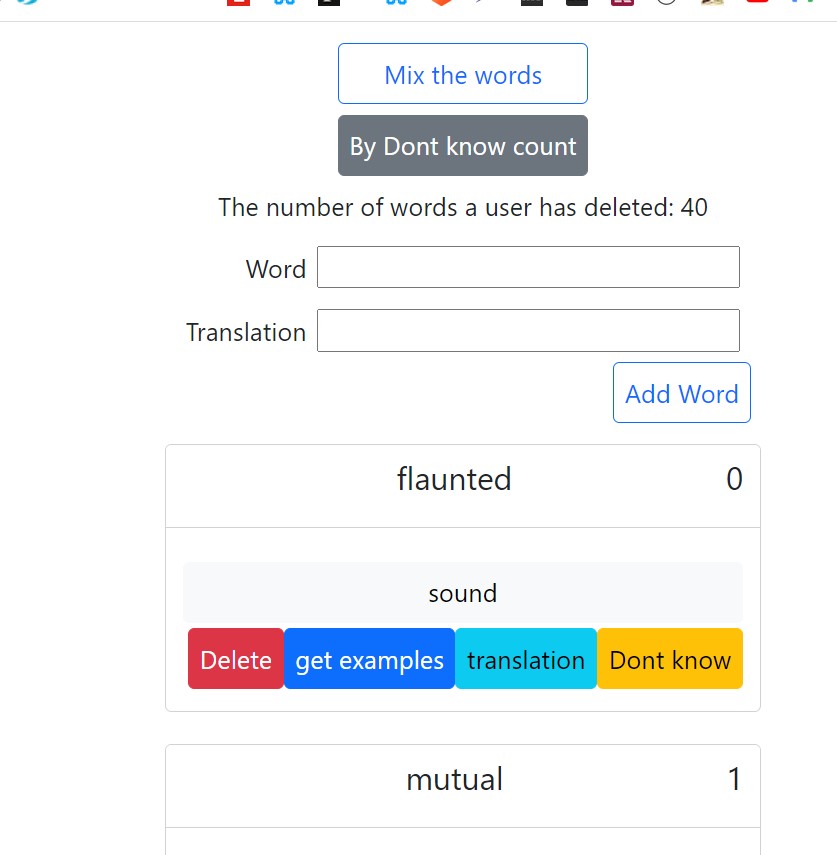 Mix the words
By Dont know count
The number of words a user has deleted: 40
Word
Translation
Add Word
flaunted 0
sound
Delete get examples translation Dont know
mutual 1